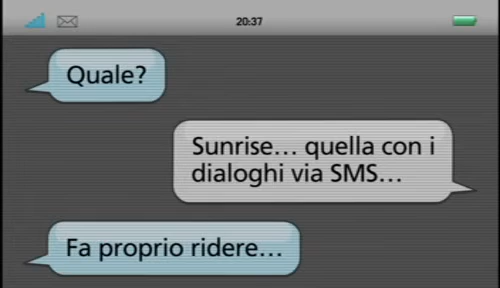 20:37
Quale?
Sunrise... quella con i
dialoghi via SMS...
Fa proprio ridere...